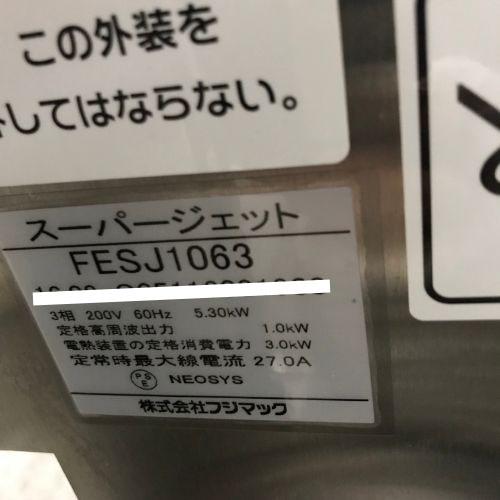 この外装を
してはならない。
スーパージェット
FESJ1063
3相 200V 60Hz 5.30kW
定格高周波出力 1.0kW
電熱装置の定格消費電力 3.0kW
定常時最大線電流 27.0A
PSE NEOSYS
株式会社フジマック